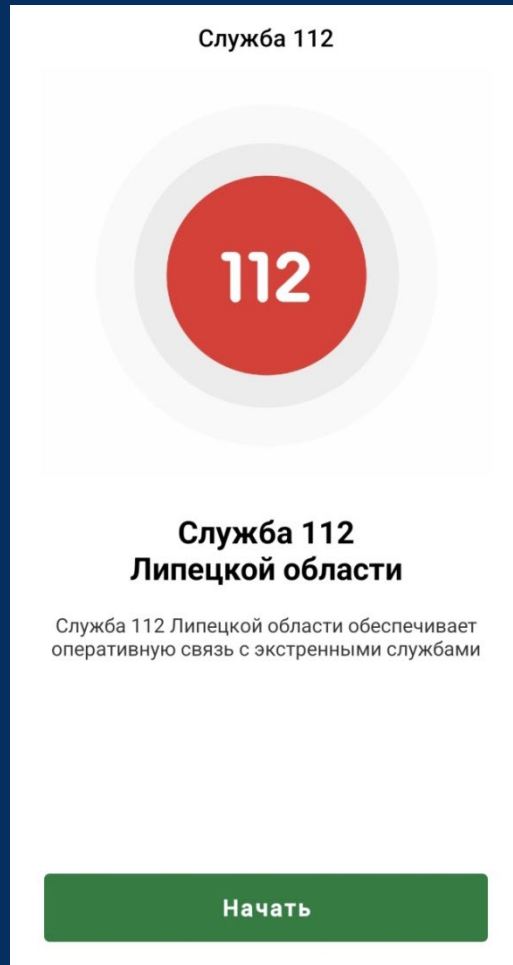 Служба 112
112
Служба 112
Липецкой области
Служба 112 Липецкой области обеспечивает
оперативную связь с экстренными службами
Начать